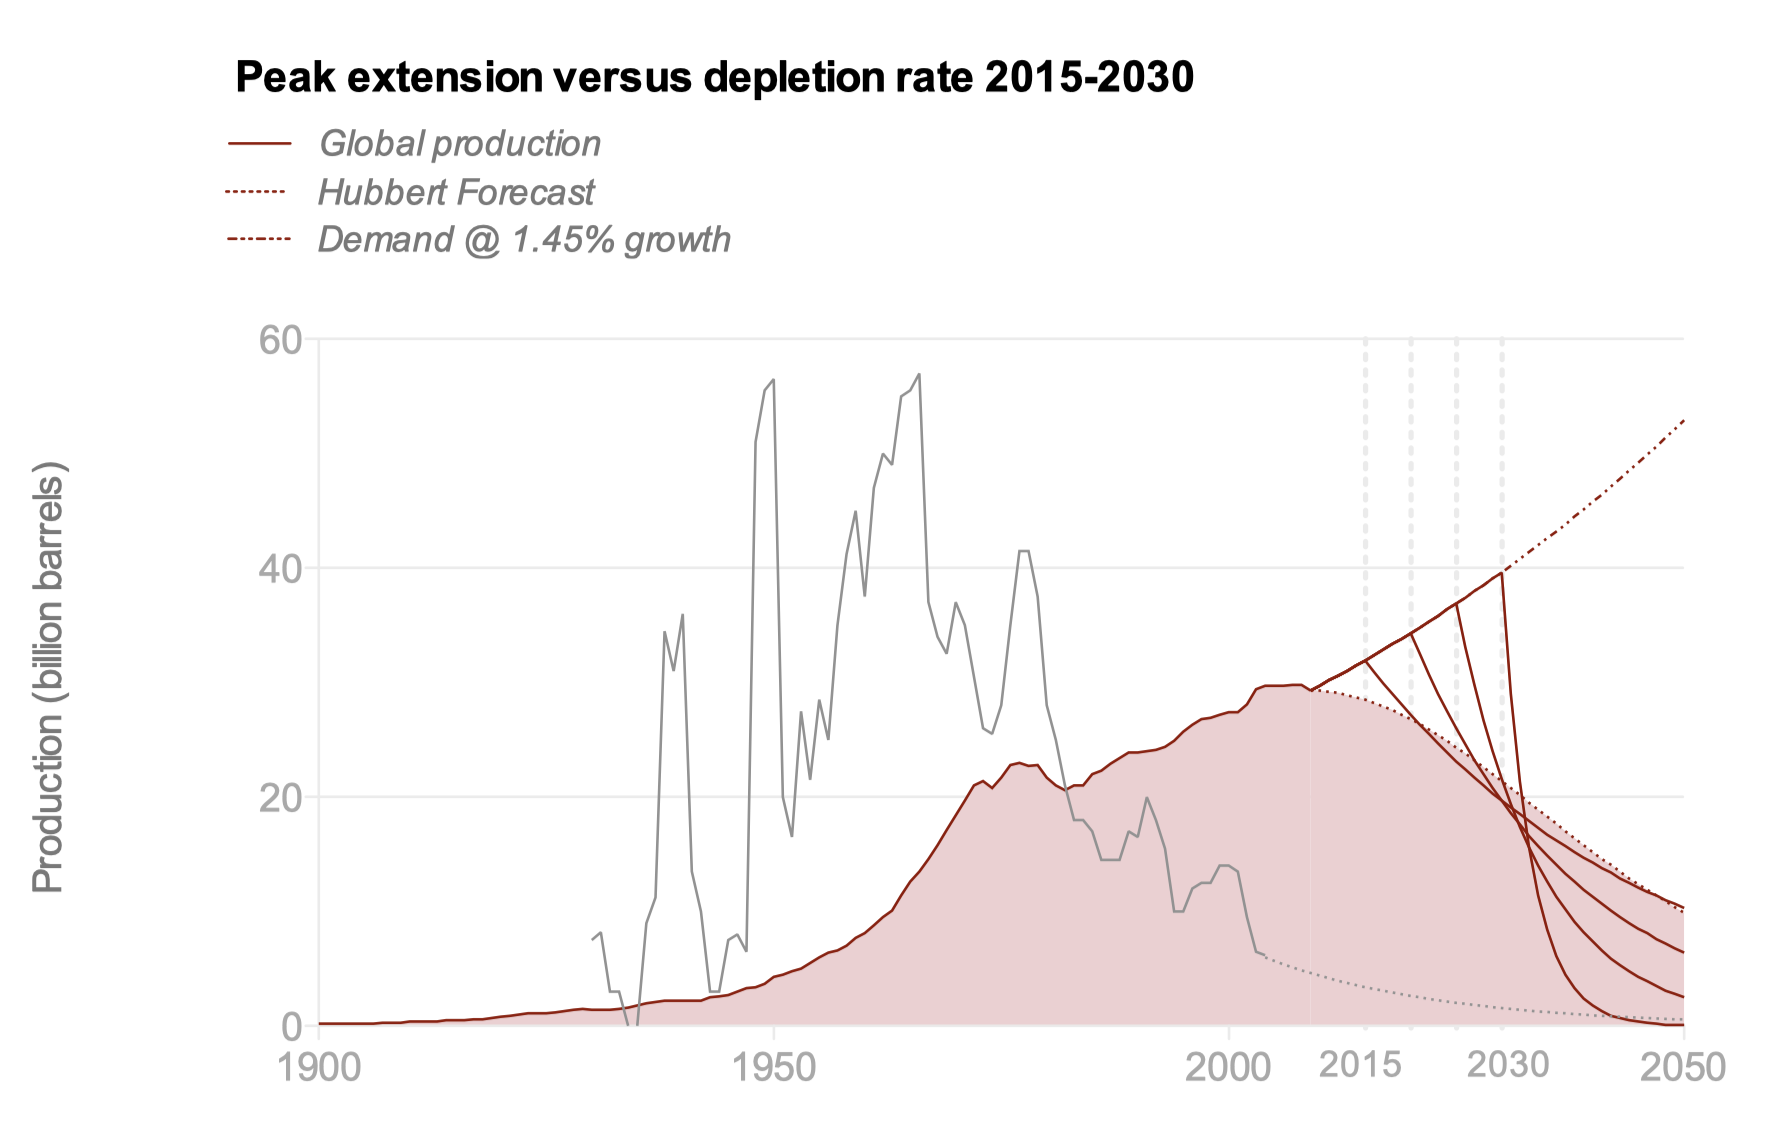 Peak extension versus depletion rate 2015-2030
Global production
Hubbert Forecast
Demand @ 1.45% growth
Production (billion barrels)
60
40
20
0
1900 1950 2000 2015 2030 2050